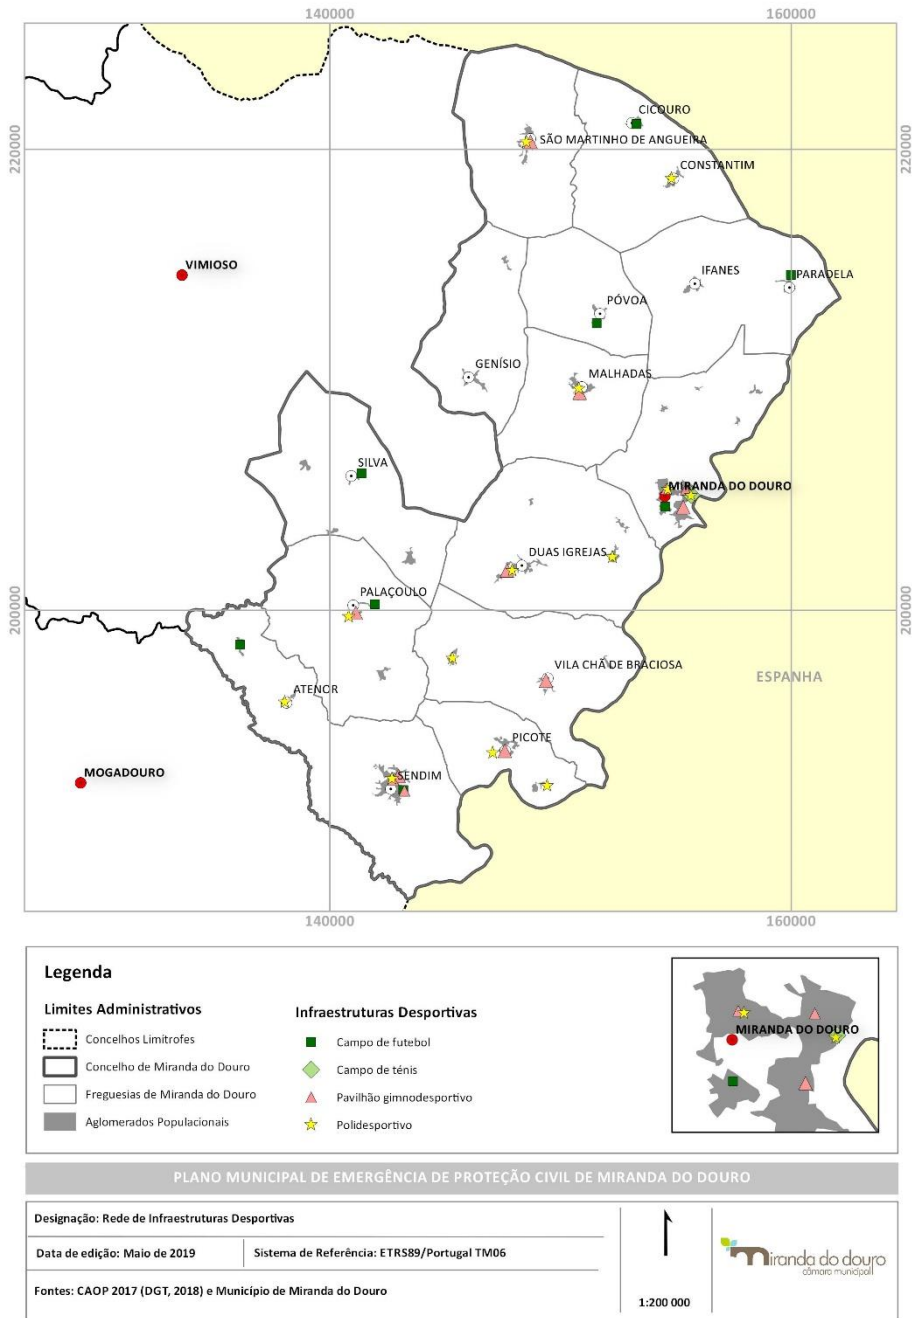 140000
160000
CICOURO
220000
SÃO MARTINHO DE ANGUEIRA
220000
CONSTANTIM
VIMIOSO
IFANES
PARADELA
PÓVOA
GENÍSIO
MALHADAS
SILVA
MIRANDA DO DOURO
DUAS IGREJAS
PALAÇOULO
200000
200000
VILA CHÃ DE BRACIOSA
ESPANHA
ATENOR
PICOTE
MOGADOURO
SENDIM
140000
160000
Legenda
Limites Administrativos
Concelhos Limitrofes
Concelho de Miranda do Douro
Freguesias de Miranda do Douro
Aglomerados Populacionais
Infraestruturas Desportivas
Campo de futebol
Campo de ténis
Pavilhão gimnodesportivo
Polidesportivo
MIRANDA DO DOURO
PLANO MUNICIPAL DE EMERGÊNCIA DE PROTEÇÃO CIVIL DE MIRANDA DO DOURO
Designação: Rede de Infraestruturas Desportivas
Data de edição: Maio de 2019
Sistema de Referência: ETRS89/Portugal TM06
Fontes: CAOP 2017 (DGT, 2018) e Município de Miranda do Douro
1:200 000
miranda do douro
câmara municipal